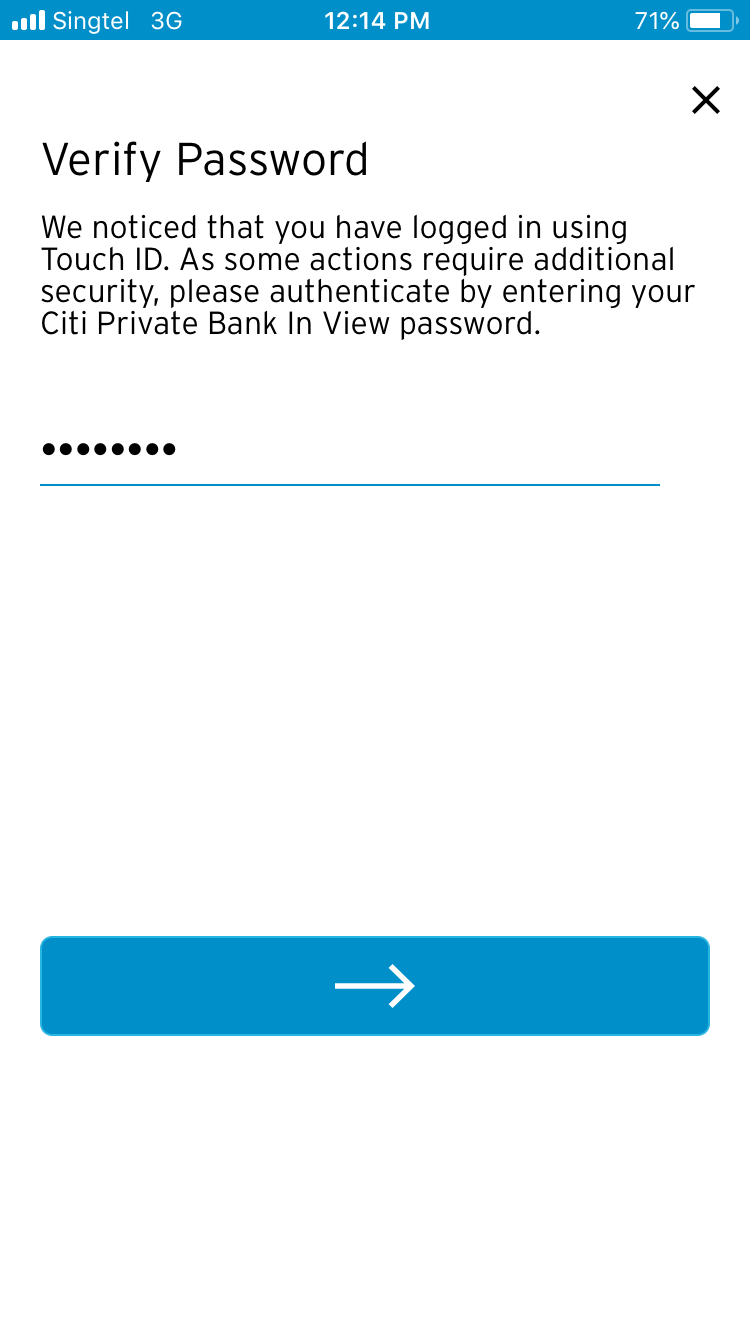 Singtel 3G 12:14 PM 71%
Verify Password
We noticed that you have logged in using
Touch ID. As some actions require additional
security, please authenticate by entering your
Citi Private Bank In View password.
••••••••